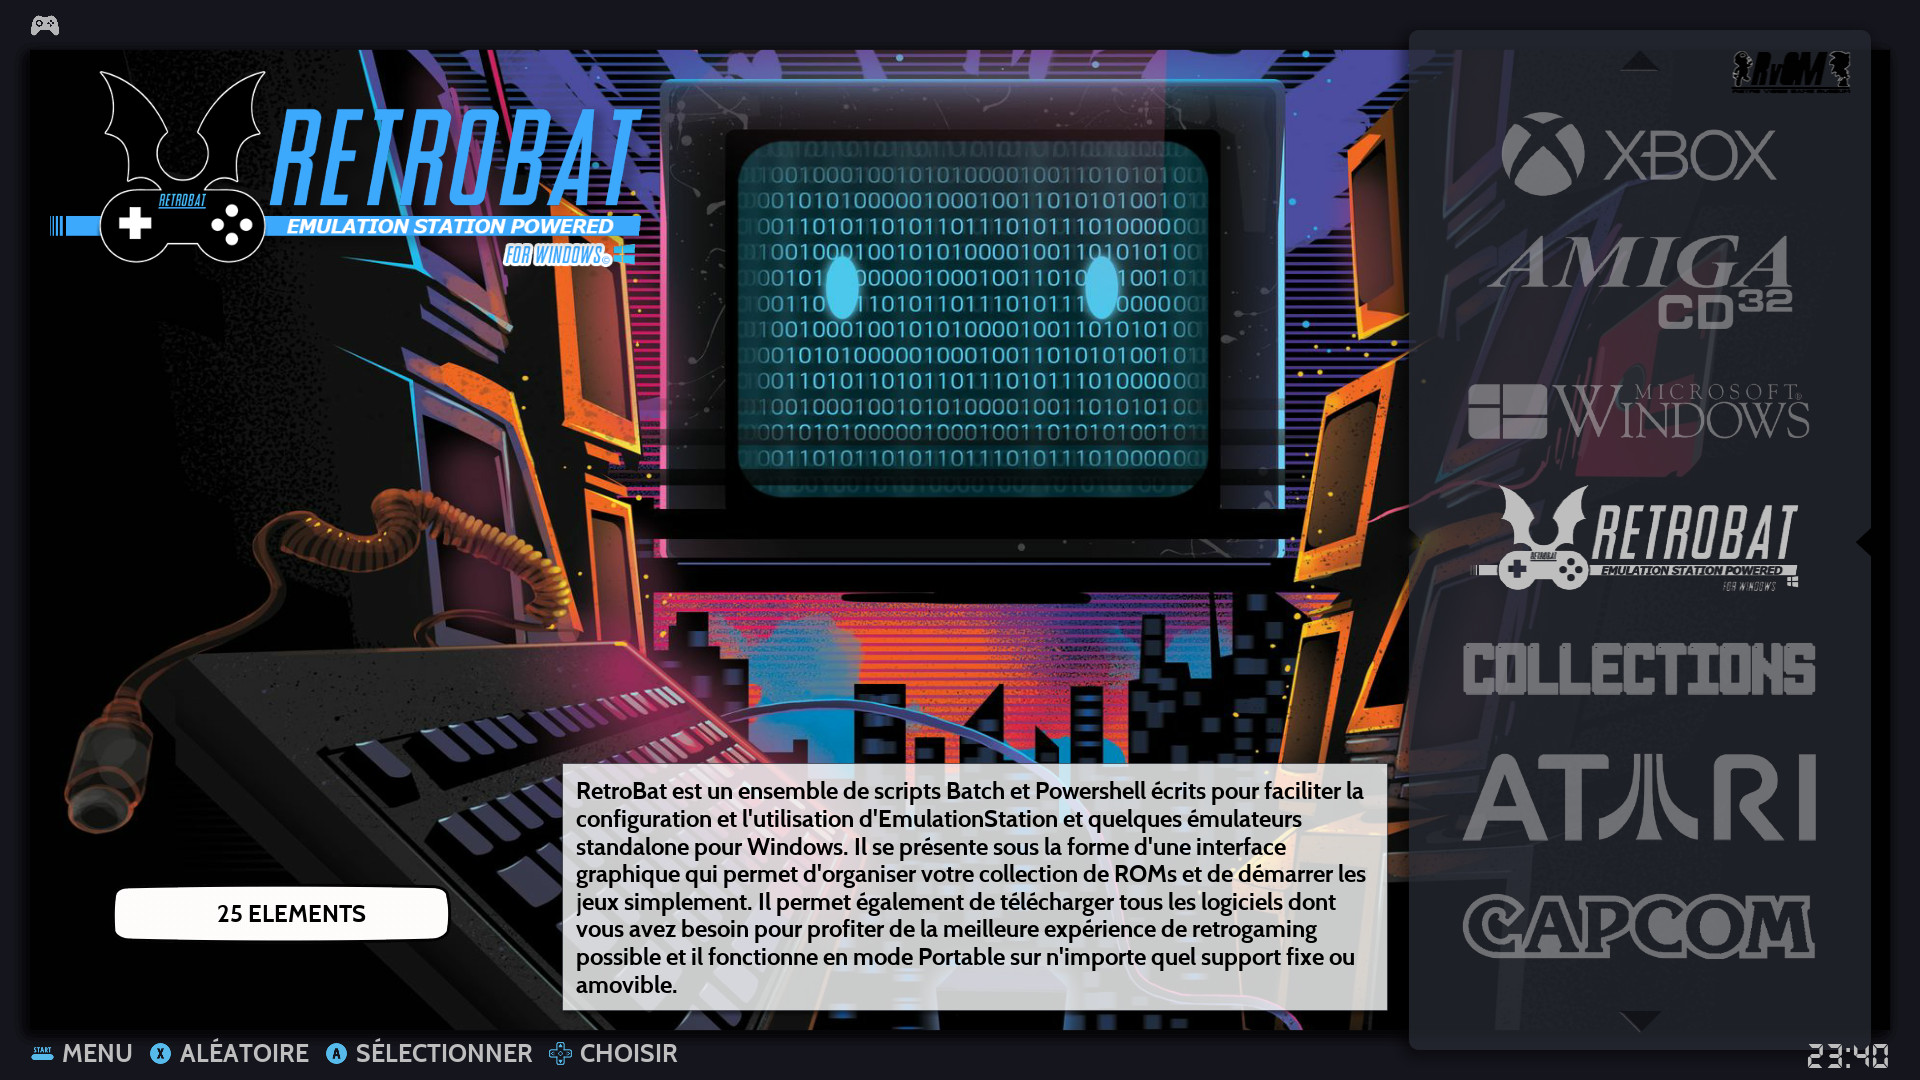 RETROBAT
RETROBAT
EMULATION STATION POWERED
FOR WINDOWS
XBOX
AMIGA
CD32
MICROSOFT
WINDOWS
RETROBAT
EMULATION STATION POWERED
FOR WINDOWS
COLLECTIONS
ATARI
CAPCOM
RetroBat est un ensemble de scripts Batch et Powershell écrits pour faciliter la
configuration et l'utilisation d'EmulationStation et quelques émulateurs
standalone pour Windows. Il se présente sous la forme d'une interface
graphique qui permet d'organiser votre collection de ROMs et de démarrer les
jeux simplement. Il permet également de télécharger tous les logiciels dont
vous avez besoin pour profiter de la meilleure expérience de retrogaming
possible et il fonctionne en mode Portable sur n'importe quel support fixe ou
amovible.
25 ELEMENTS
START MENU X ALÉATOIRE A SÉLECTIONNER CHOISIR
23:40